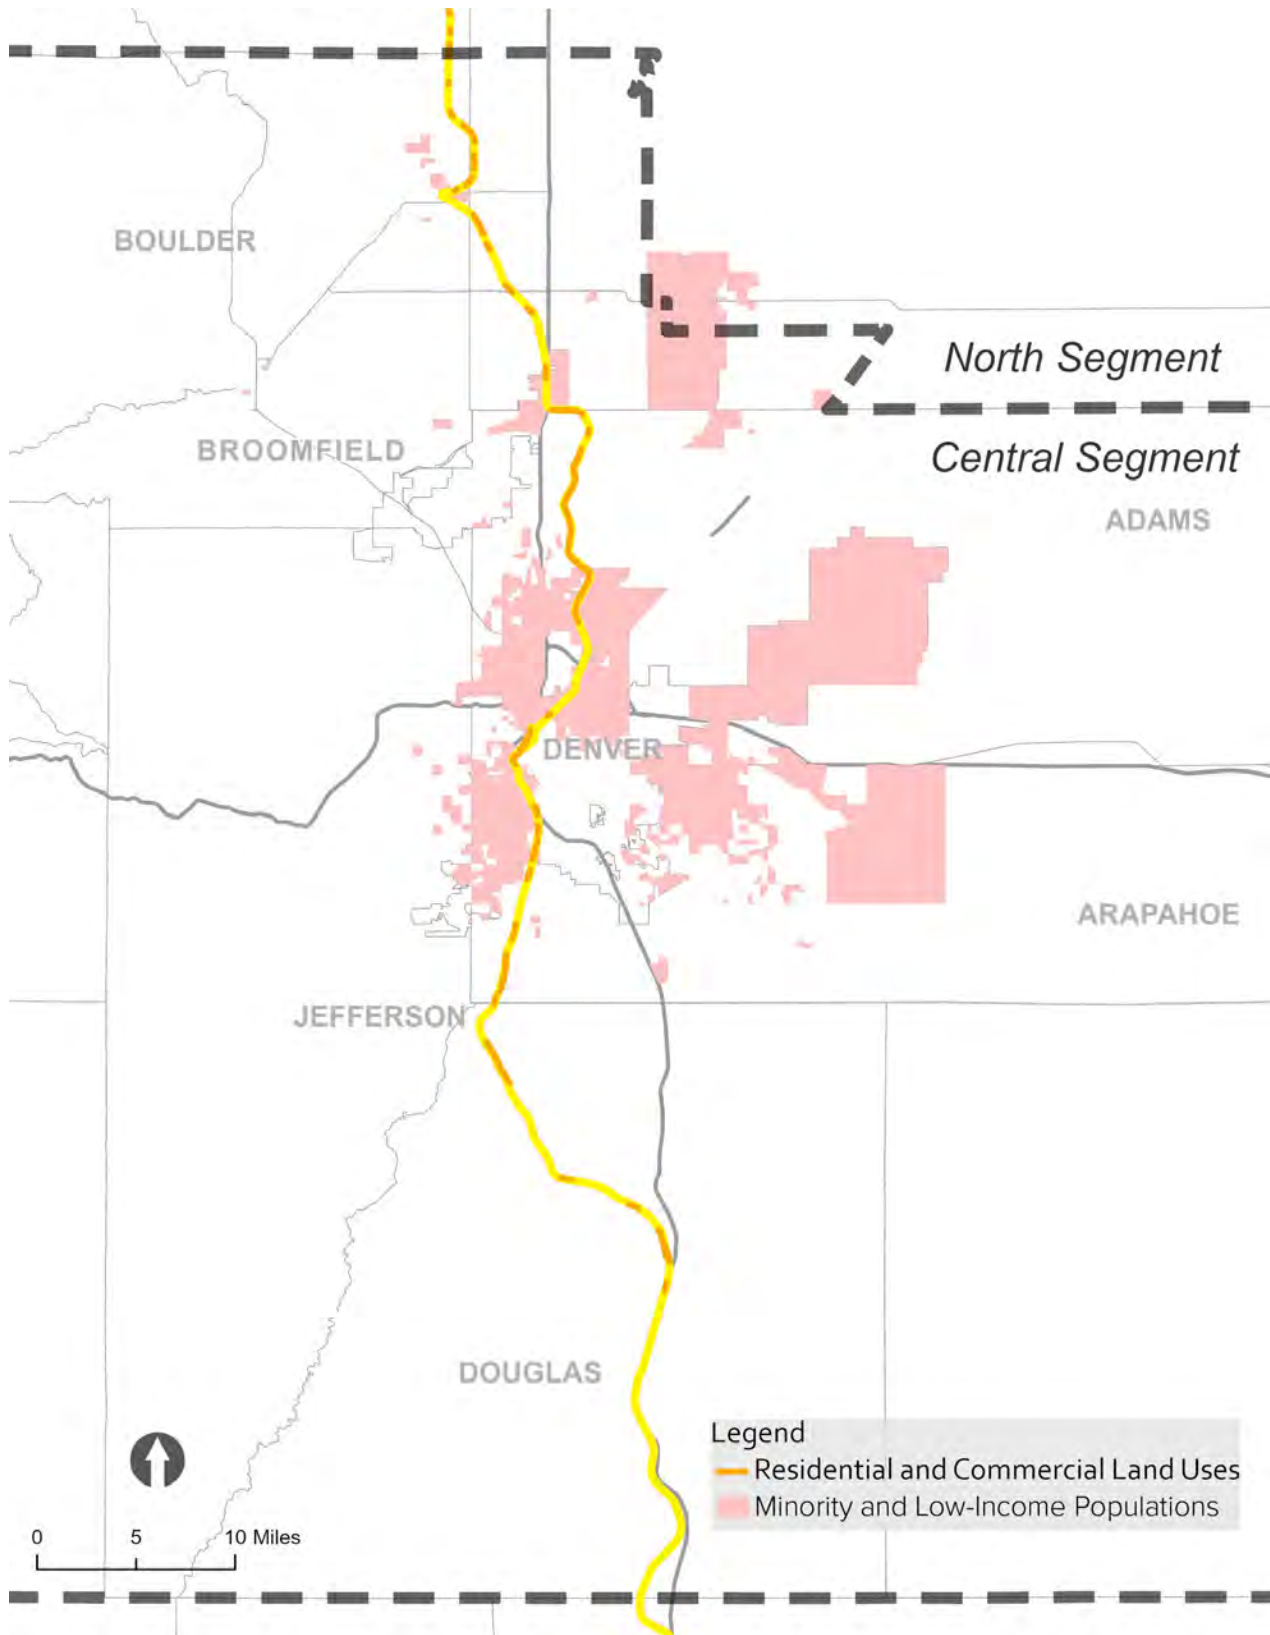 BOULDER
North Segment
BROOMFIELD
Central Segment
ADAMS
DENVER
ARAPAHOE
JEFFERSON
DOUGLAS
Legend
Residential and Commercial Land Uses
Minority and Low-Income Populations
0 5 10 Miles